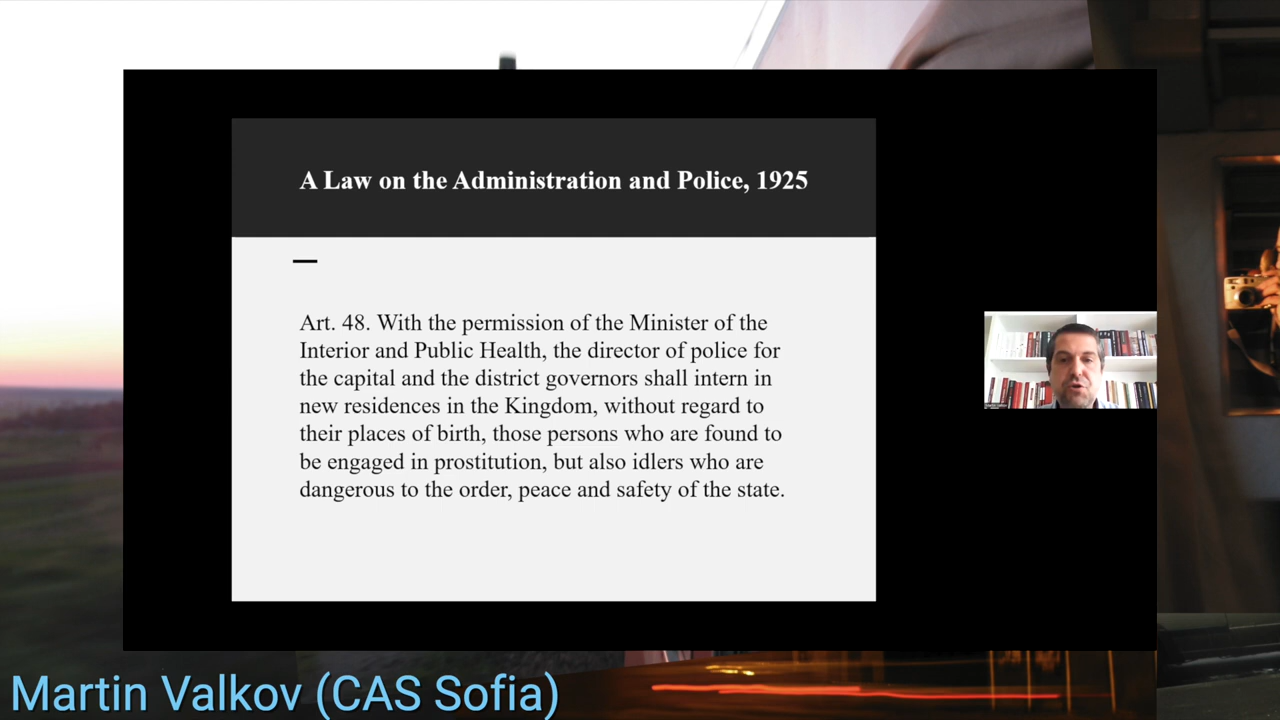 A Law on the Administration and Police, 1925
Art. 48. With the permission of the Minister of the
Interior and Public Health, the director of police for
the capital and the district governors shall intern in
new residences in the Kingdom, without regard to
their places of birth, those persons who are found to
be engaged in prostitution, but also idlers who are
dangerous to the order, peace and safety of the state.
Martin Valkov (CAS Sofia)